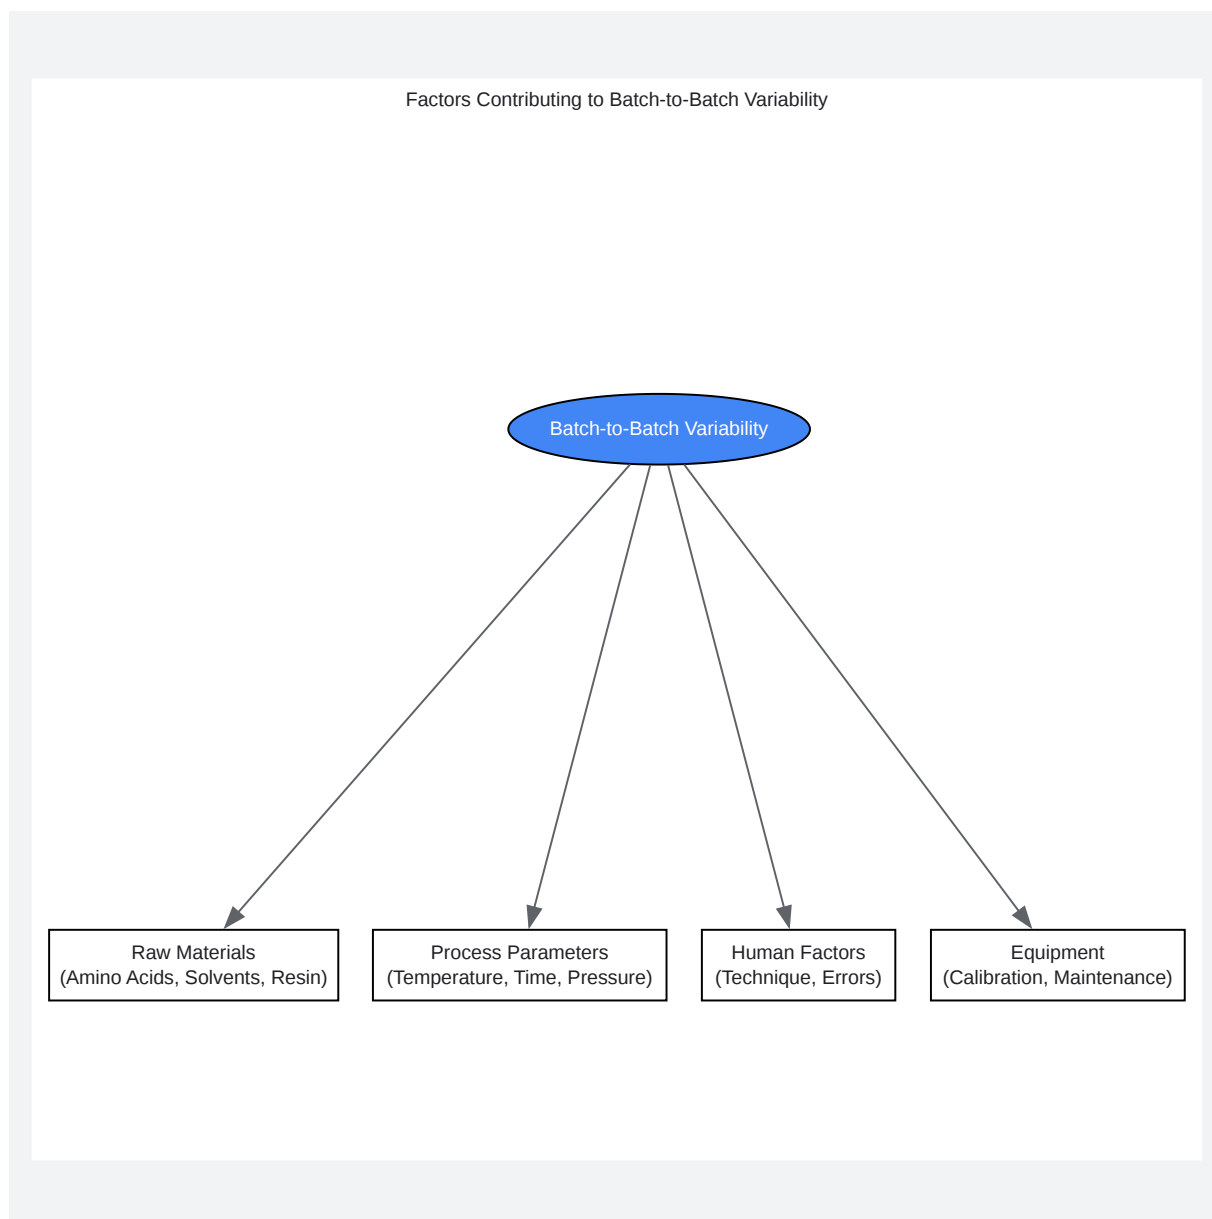 Factors Contributing to Batch-to-Batch Variability
Batch-to-Batch Variability
Raw Materials
(Amino Acids, Solvents, Resin)
Process Parameters
(Temperature, Time, Pressure)
Human Factors
(Technique, Errors)
Equipment
(Calibration, Maintenance)